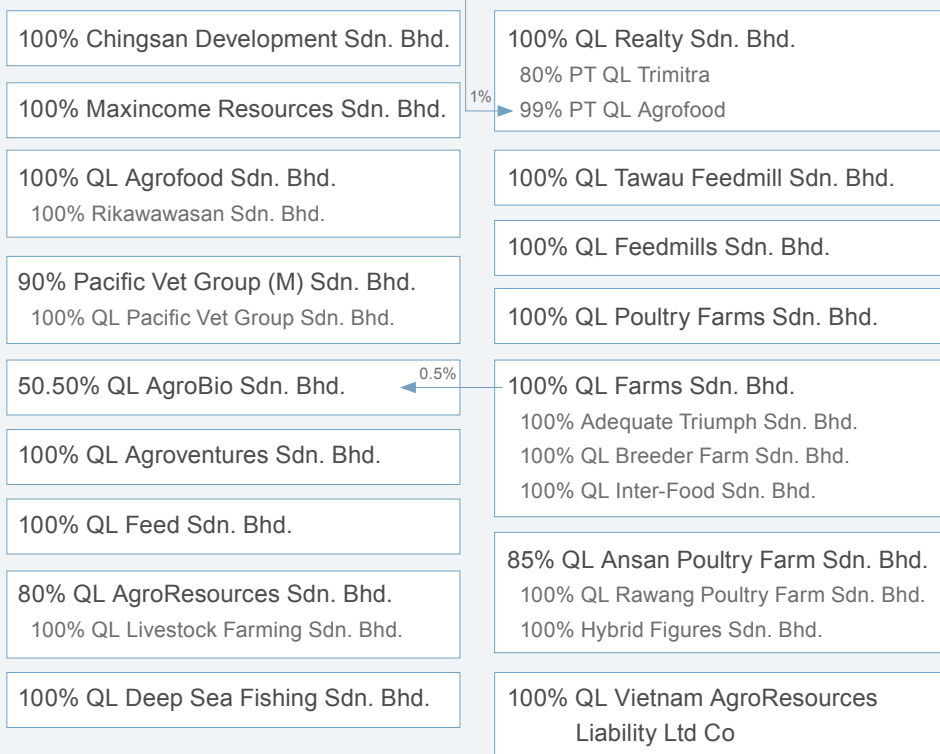 100% Chingsan Development Sdn. Bhd.
100% Maxincome Resources Sdn. Bhd.
100% QL Agrofood Sdn. Bhd.
100% Rikawawasan Sdn. Bhd.
90% Pacific Vet Group (M) Sdn. Bhd.
100% QL Pacific Vet Group Sdn. Bhd.
50.50% QL AgroBio Sdn. Bhd.
0.5%
100% QL Agroventures Sdn. Bhd.
100% QL Feed Sdn. Bhd.
80% QL AgroResources Sdn. Bhd.
100% QL Livestock Farming Sdn. Bhd.
100% QL Deep Sea Fishing Sdn. Bhd.
100% QL Realty Sdn. Bhd.
80% PT QL Trimitra
1%
99% PT QL Agrofood
100% QL Tawau Feedmill Sdn. Bhd.
100% QL Feedmills Sdn. Bhd.
100% QL Poultry Farms Sdn. Bhd.
100% QL Farms Sdn. Bhd.
100% Adequate Triumph Sdn. Bhd.
100% QL Breeder Farm Sdn. Bhd.
100% QL Inter-Food Sdn. Bhd.
85% QL Ansan Poultry Farm Sdn. Bhd.
100% QL Rawang Poultry Farm Sdn. Bhd.
100% Hybrid Figures Sdn. Bhd.
100% QL Vietnam AgroResources
Liability Ltd Co